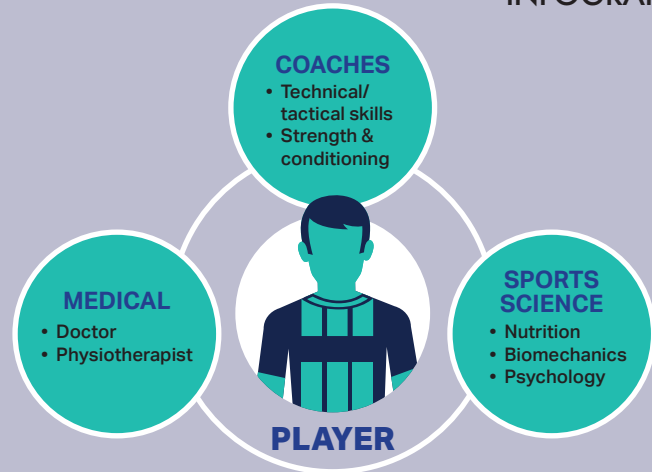 COACHES
• Technical/
tactical skills
• Strength &
conditioning
MEDICAL
• Doctor
• Physiotherapist
SPORTS
SCIENCE
• Nutrition
• Biomechanics
• Psychology
PLAYER